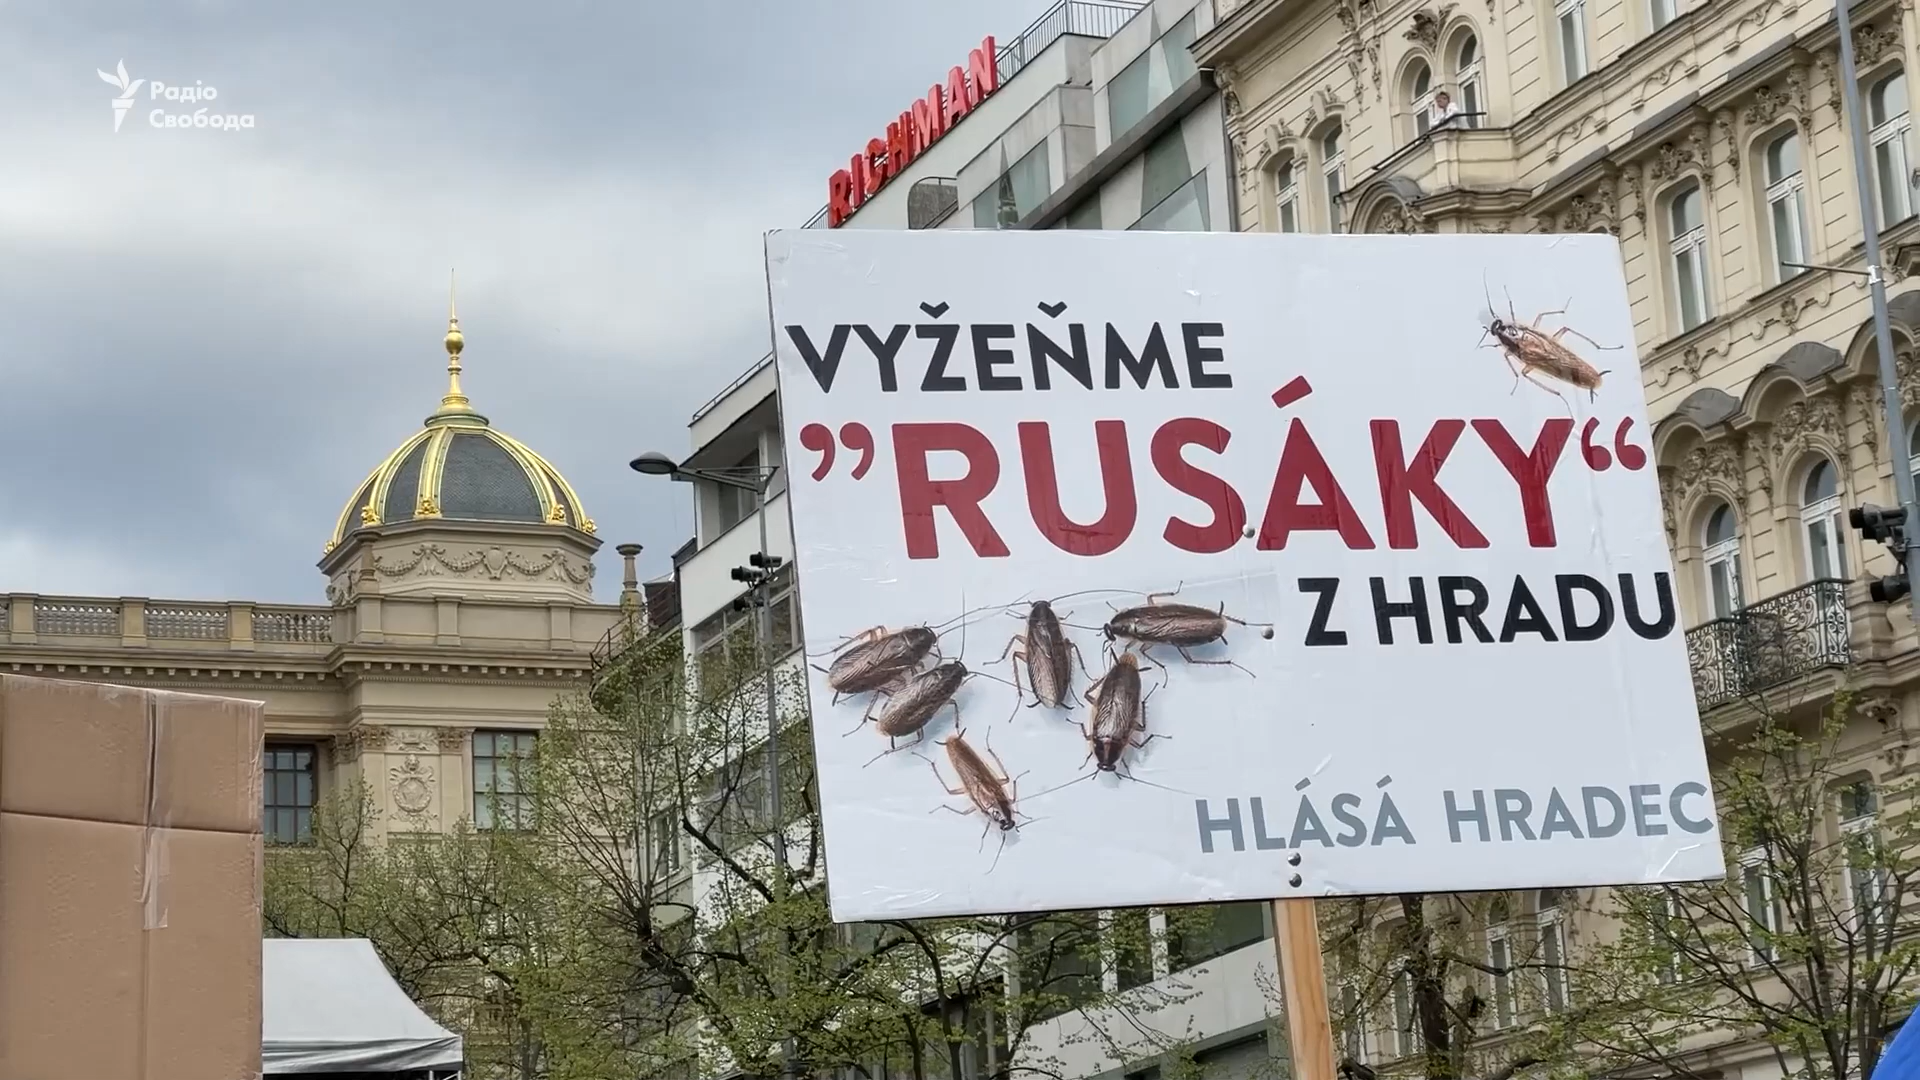 Радіо
Свобода
RICHMAN
VYŽEŇME
”RUSÁKY“
Z HRADU
HLÁSÁ HRADEC